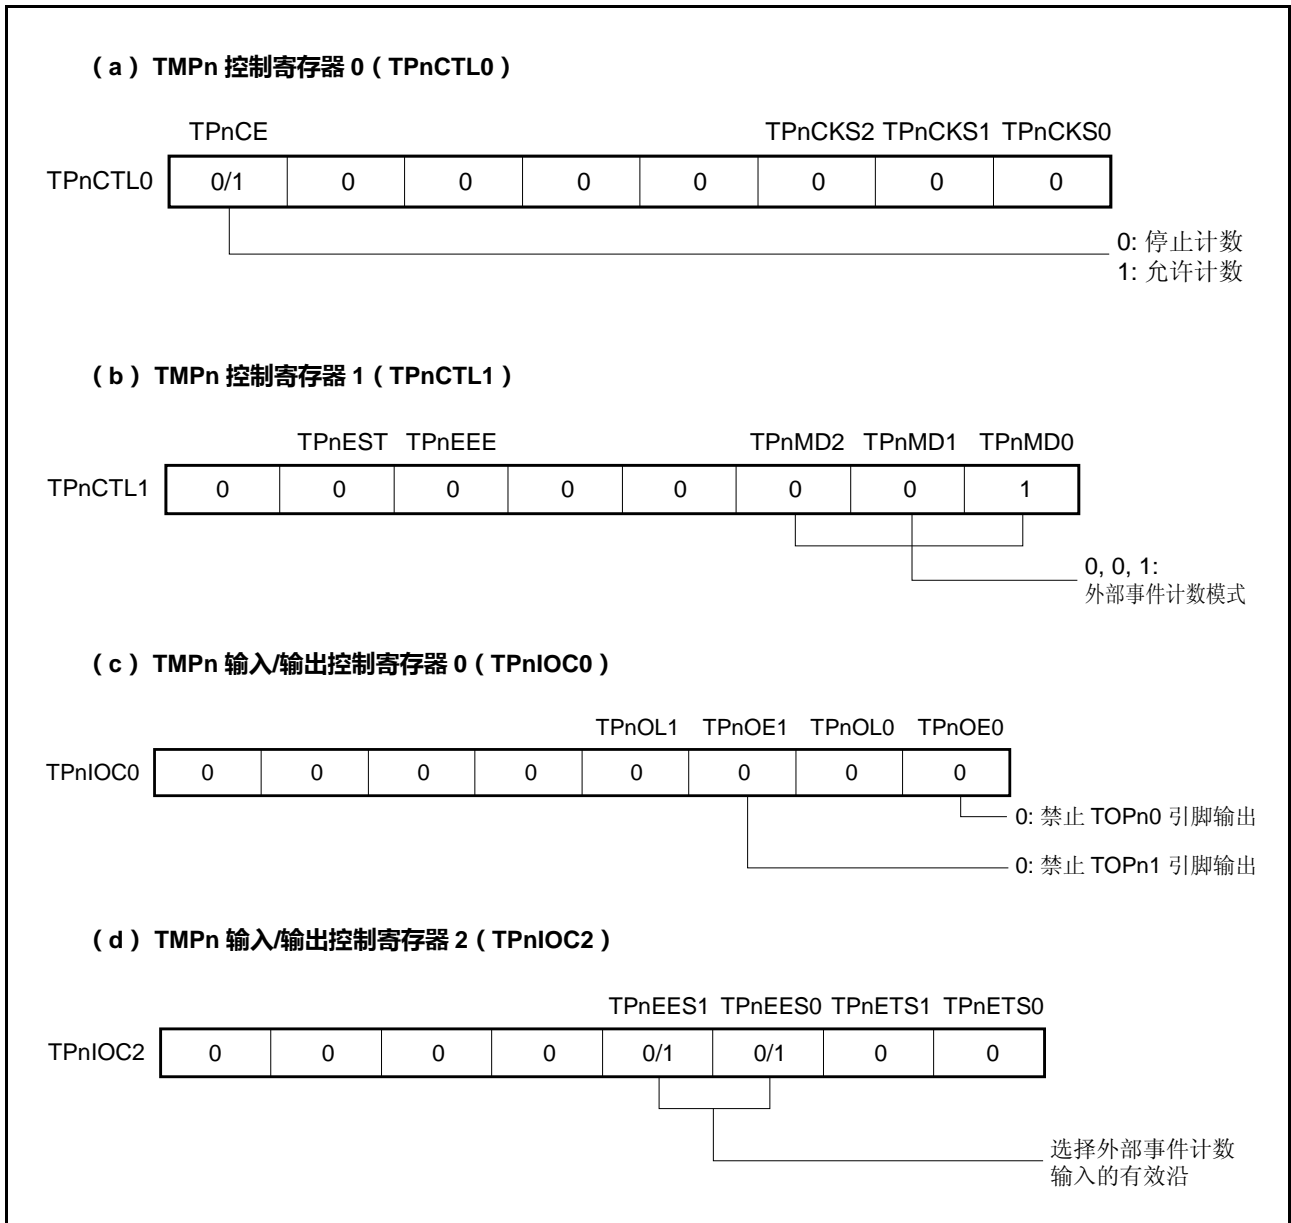 （a） TMPn 控制寄存器 0（TPnCTL0）
TPnCE TPnCKS2 TPnCKS1 TPnCKS0
TPnCTL0 0/1 0 0 0 0 0 0 0
0: 停止计数
1: 允许计数
（b） TMPn 控制寄存器 1（TPnCTL1）
TPnEST TPnEEE TPnMD2 TPnMD1 TPnMD0
TPnCTL1 0 0 0 0 0 0 0 1
0, 0, 1:
外部事件计数模式
（c） TMPn 输入/输出控制寄存器 0（TPnIOC0）
TPnOL1 TPnOE1 TPnOL0 TPnOE0
TPnIOC0 0 0 0 0 0 0 0 0
0: 禁止 TOPn0 引脚输出
0: 禁止 TOPn1 引脚输出
（d） TMPn 输入/输出控制寄存器 2（TPnIOC2）
TPnEES1 TPnEES0 TPnETS1 TPnETS0
TPnIOC2 0 0 0 0 0/1 0/1 0 0
选择外部事件计数
输入的有效沿